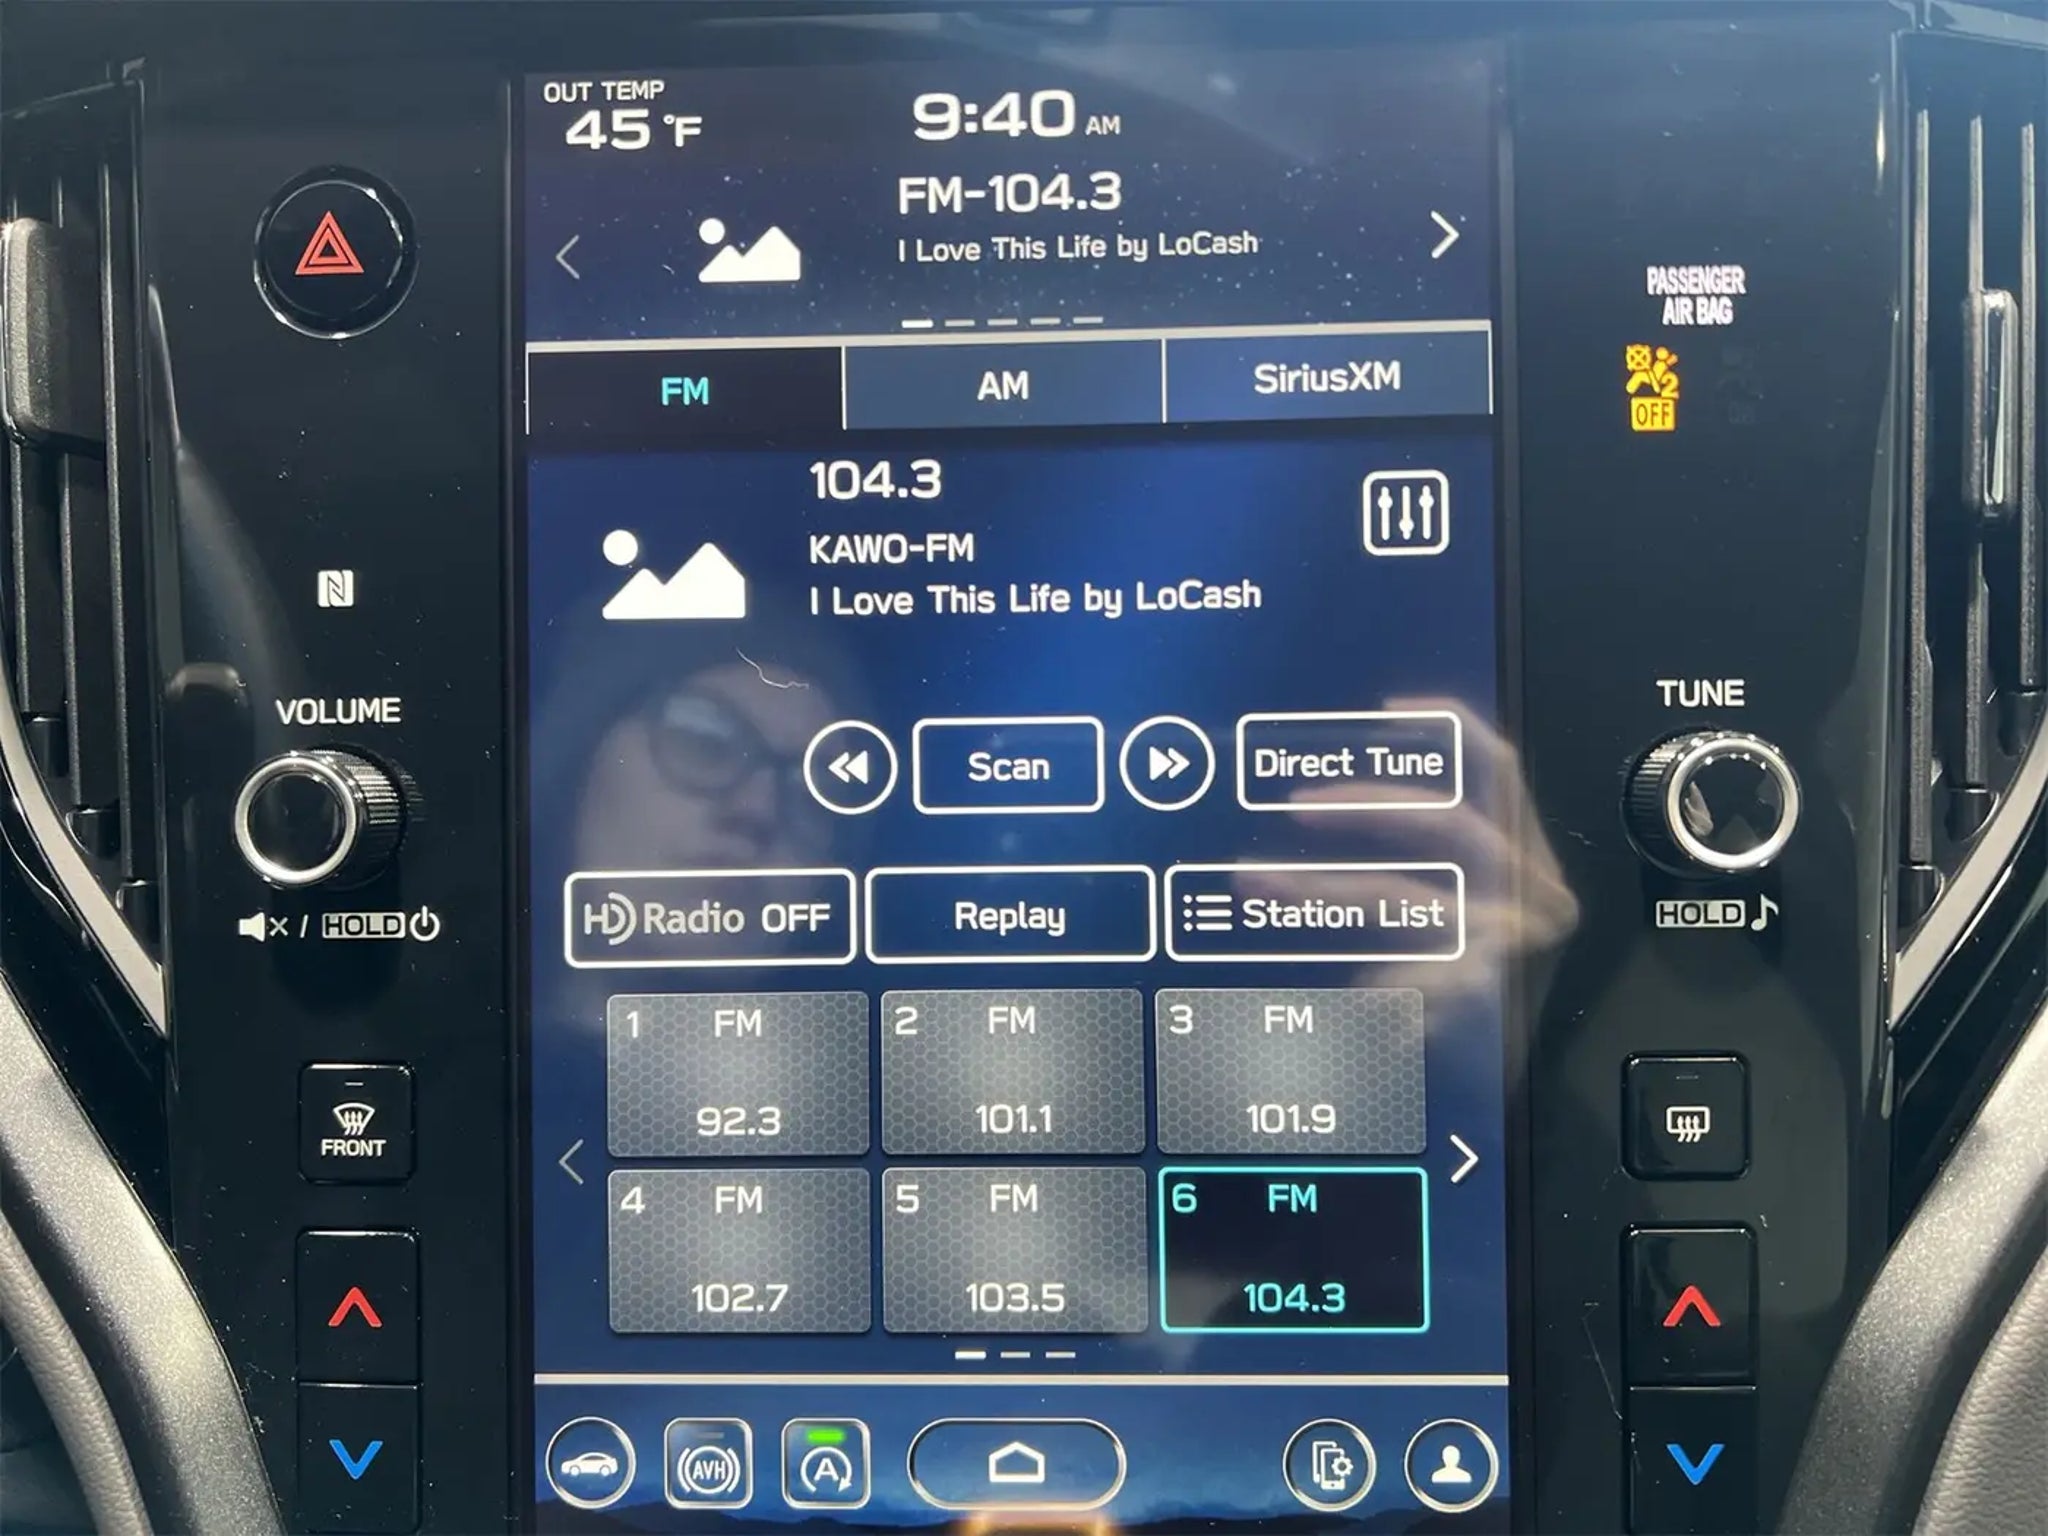 OUT TEMP
45 °F
9:40 AM
FM-104.3
I Love This Life by LoCash
PASSENGER
AIR BAG
2
OFF
FM
AM
SiriusXM
104.3
KAWO-FM
I Love This Life by LoCash
N
VOLUME
TUNE
Scan
Direct Tune
HD Radio OFF
Replay
Station List
/ HOLD
HOLD
1 FM
92.3
2 FM
101.1
3 FM
101.9
FRONT
4 FM
102.7
5 FM
103.5
6 FM
104.3
AVH
A